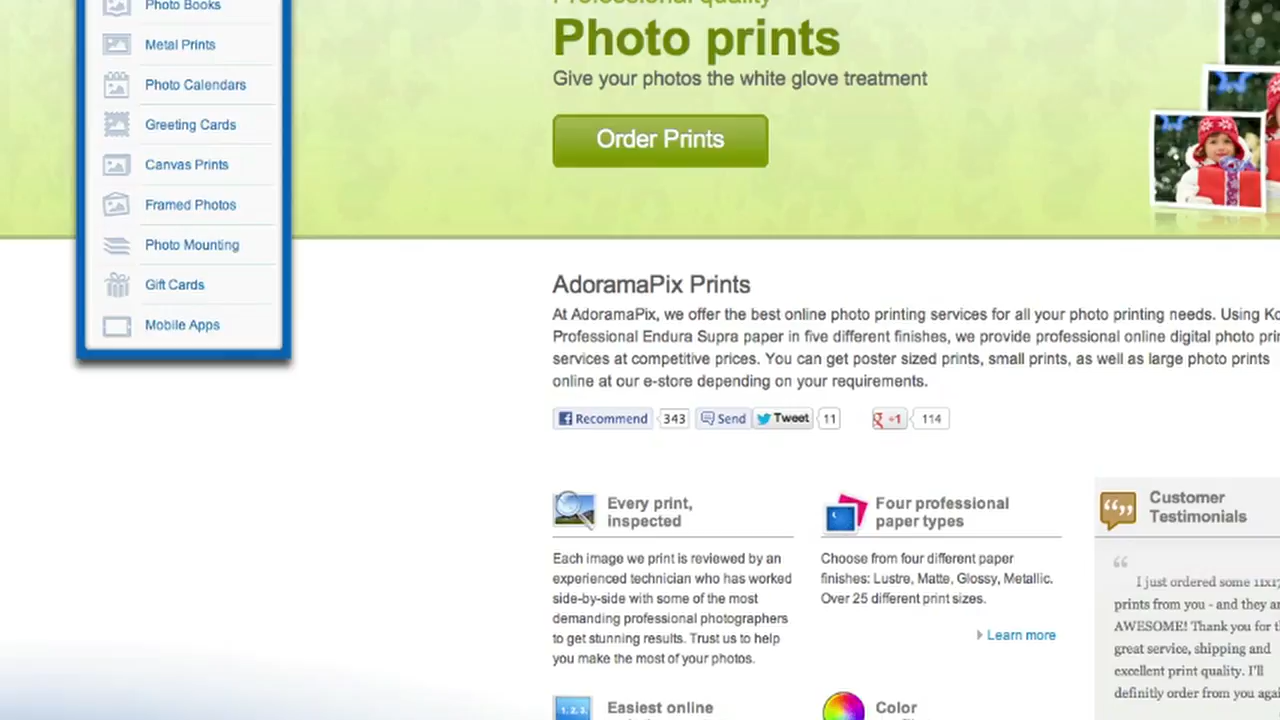 Photo Books
Metal Prints
Photo Calendars
Greeting Cards
Canvas Prints
Framed Photos
Photo Mounting
Gift Cards
Mobile Apps
Professional quality
Photo prints
Give your photos the white glove treatment
Order Prints
AdoramaPix Prints
At AdoramaPix, we offer the best online photo printing services for all your photo printing needs. Using
Professional Endura Supra paper in five different finishes, we provide professional online digital photo
services at competitive prices. You can get poster sized prints, small prints, as well as large photo prints
online at our e-store depending on your requirements.
Recommend 343 Send Tweet 11 +1 114
Every print,
inspected
Each image we print is reviewed by an
experienced technician who has worked
side-by-side with some of the most
demanding professional photographers
to get stunning results. Trust us to help
you make the most of your photos.
Four professional
paper types
Choose from four different paper
finishes: Lustre, Matte, Glossy, Metallic.
Over 25 different print sizes.
Learn more
Customer
Testimonials
I just ordered some 11x17
prints from you - and they
AWESOME! Thank you for
great service, shipping and
excellent print quality. I'll
definitly order from you
1. 2. 3.
Easiest online
Color